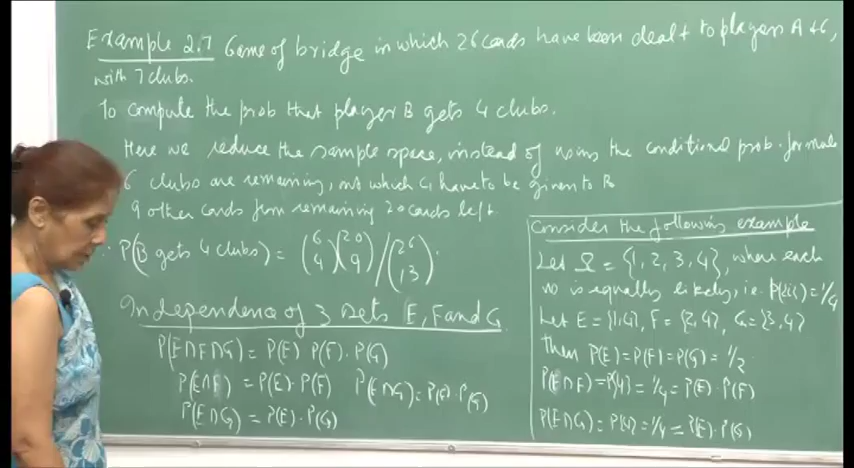 Example 2.7 Game of bridge in which 26 cards have been dealt to players A & C,
with 7 clubs.
To compute the prob that player B gets 4 clubs.
Here we reduce the sample space, instead of using the conditional prob. formula
6 clubs are remaining, out of which 4 have to be given to B
9 other cards from remaining 20 cards left.
P(B gets 4 clubs) = (6 4)(20 9)/(26 13).
Independence of 3 sets E, F and G
P(E∩F∩G) = P(E) P(F). P(G)
P(E∩F) = P(E). P(F) P(E∩G) = P(F). P(G)
P(E∩G) = P(E). P(G)
Consider the following example
Let Ω = {1, 2, 3, 4}, where each
no is equally likely, i.e. P({i}) = 1/4
Let E = {1,4}, F = {2,4}, G = {3,4}
then P(E) = P(F) = P(G) = 1/2
P(E∩F) = P(4) = 1/4 = P(E). P(F)
P(E∩G) = P(4) = 1/4 = P(E). P(G)